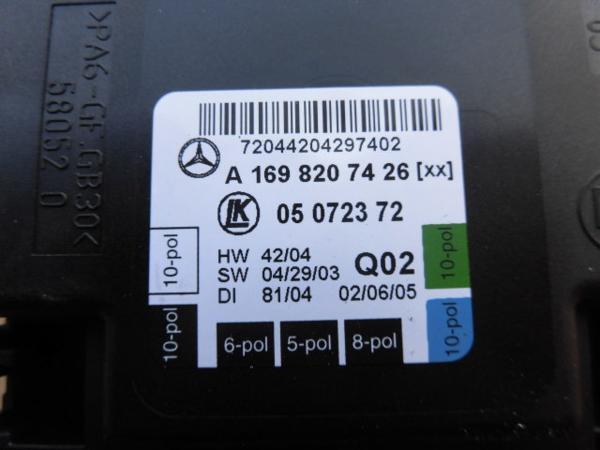 >PA6-GF.GB30<
58052 0
72044204297402
A 169 820 74 26 [xx]
LK 05 0723 72
HW 42/04
SW 04/29/03 Q02
DI 81/04 02/06/05
10-pol
10-pol
10-pol
10-pol
6-pol 5-pol 8-pol